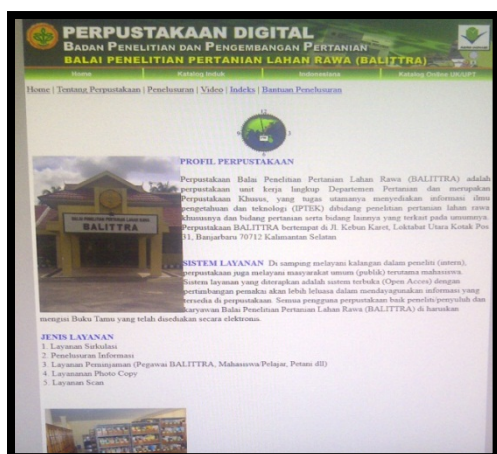 PERPUSTAKAAN DIGITAL
BADAN PENELITIAN DAN PENGEMBANGAN PERTANIAN
BALAI PENELITIAN PERTANIAN LAHAN RAWA (BALITTRA)
Home Katalog Induk Indonesiana Katalog Online UK/UPT
Home | Tentang Perpustakaan | Penelusuran | Video | Indeks | Bantuan Penelusuran
12
3
PROFIL PERPUSTAKAAN
Perpustakaan Balai Penelitian Pertanian Lahan Rawa (BALITTRA) adalah
perpustakaan unit kerja lingkup Departemen Pertanian dan merupakan
Perpustakaan Khusus, yang tugas utamanya menyediakan informasi ilmu
pengetahuan dan teknologi (IPTEK) dibidang penelitian pertanian lahan rawa
khususnya dan bidang pertanian serta bidang lainnya yang terkait pada umumnya.
Perpustakaan BALITTRA bertempat di Jl. Kebun Karet, Loktabat Utara Kotak Pos
31, Banjarbaru 70712 Kalimantan Selatan
BALAI PENELITIAN PERTANIAN LAHAN RAWA
BALITTRA
SISTEM LAYANAN Di samping melayani kalangan dalam peneliti (intern),
perpustakaan juga melayani masyarakat umum (publik) terutama mahasiswa.
Sistem layanan yang diterapkan adalah sistem terbuka (Open Acces) dengan
pertimbangan pemakai akan lebih leluasa dalam mendayagunakan informasi yang
tersedia di perpustakaan. Semua pengguna perpustakaan baik peneliti/penyuluh dan
karyawan Balai Penelitian Pertanian Lahan Rawa (BALITTRA) di haruskan
mengisi Buku Tamu yang telah disediakan secara elektronis.
JENIS LAYANAN
1. Layanan Sirkulasi
2. Penelusuran Informasi
3. Layanan Peminjaman (Pegawai BALITTRA, Mahasiswa/Pelajar, Petani dll)
4. Layananan Photo Copy
5. Layanan Scan